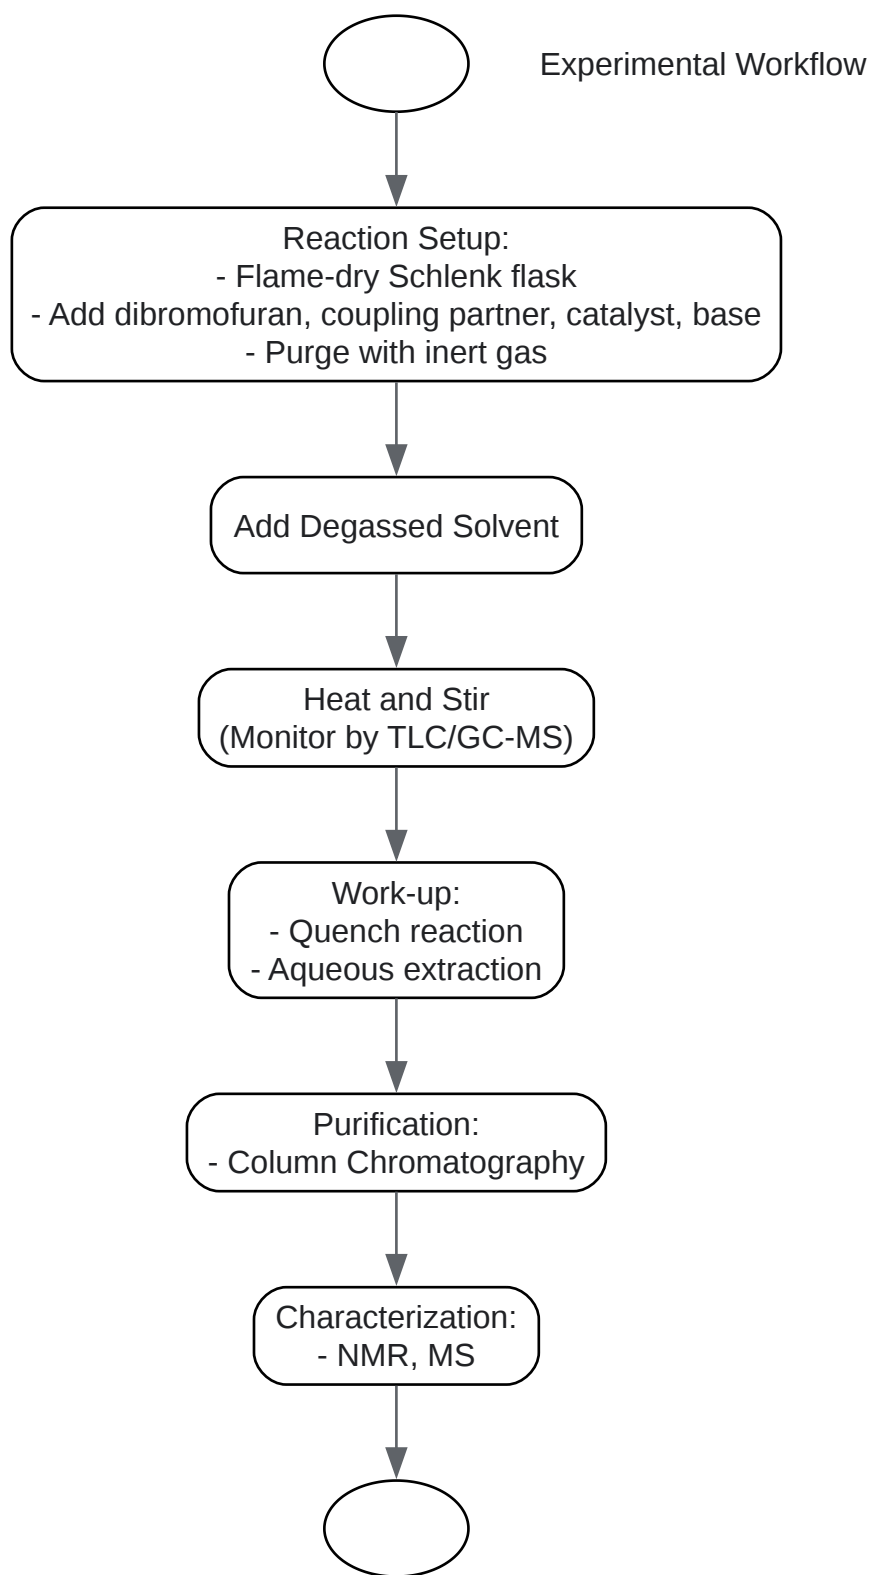 Experimental Workflow
Reaction Setup:
- Flame-dry Schlenk flask
- Add dibromofuran, coupling partner, catalyst, base
- Purge with inert gas
Add Degassed Solvent
Heat and Stir
(Monitor by TLC/GC-MS)
Work-up:
- Quench reaction
- Aqueous extraction
Purification:
- Column Chromatography
Characterization:
- NMR, MS